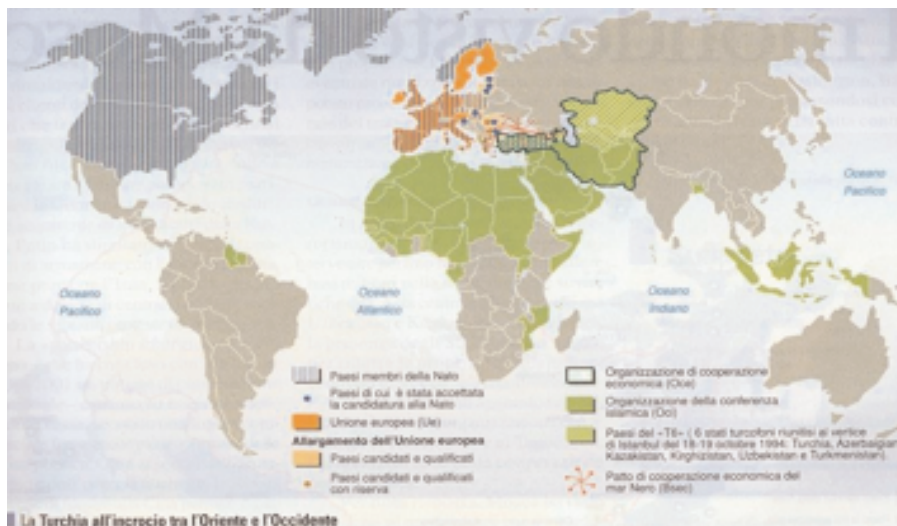 Oceano
Pacifico
Oceano
Atlantico
Oceano
Indiano
Oceano
Pacifico
Paesi membri della Nato
Paesi di cui è stata accettata
la candidatura alla Nato
Unione europea (Ue)
Allargamento dell'Unione europea
Paesi candidati e qualificati
Paesi candidati e qualificati
con riserva
Organizzazione di cooperazione
economica (Oce)
Organizzazione della conferenza
islamica (Oci)
Paesi del «T6» ( 6 stati turcofoni riunitisi al vertice
di Istanbul del 18-19 ottobre 1994: Turchia, Azerbaigian,
Kazakistan, Kirghizistan, Uzbekistan e Turkmenistan)
Patto di cooperazione economica del
mar Nero (Bsec)
La Turchia all'incrocio tra l'Oriente e l'Occidente